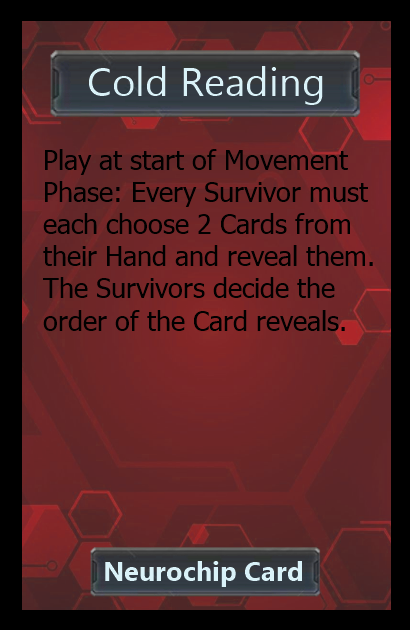 Cold Reading
Play at start of Movement
Phase: Every Survivor must
each choose 2 Cards from
their Hand and reveal them.
The Survivors decide the
order of the Card reveals.
Neurochip Card